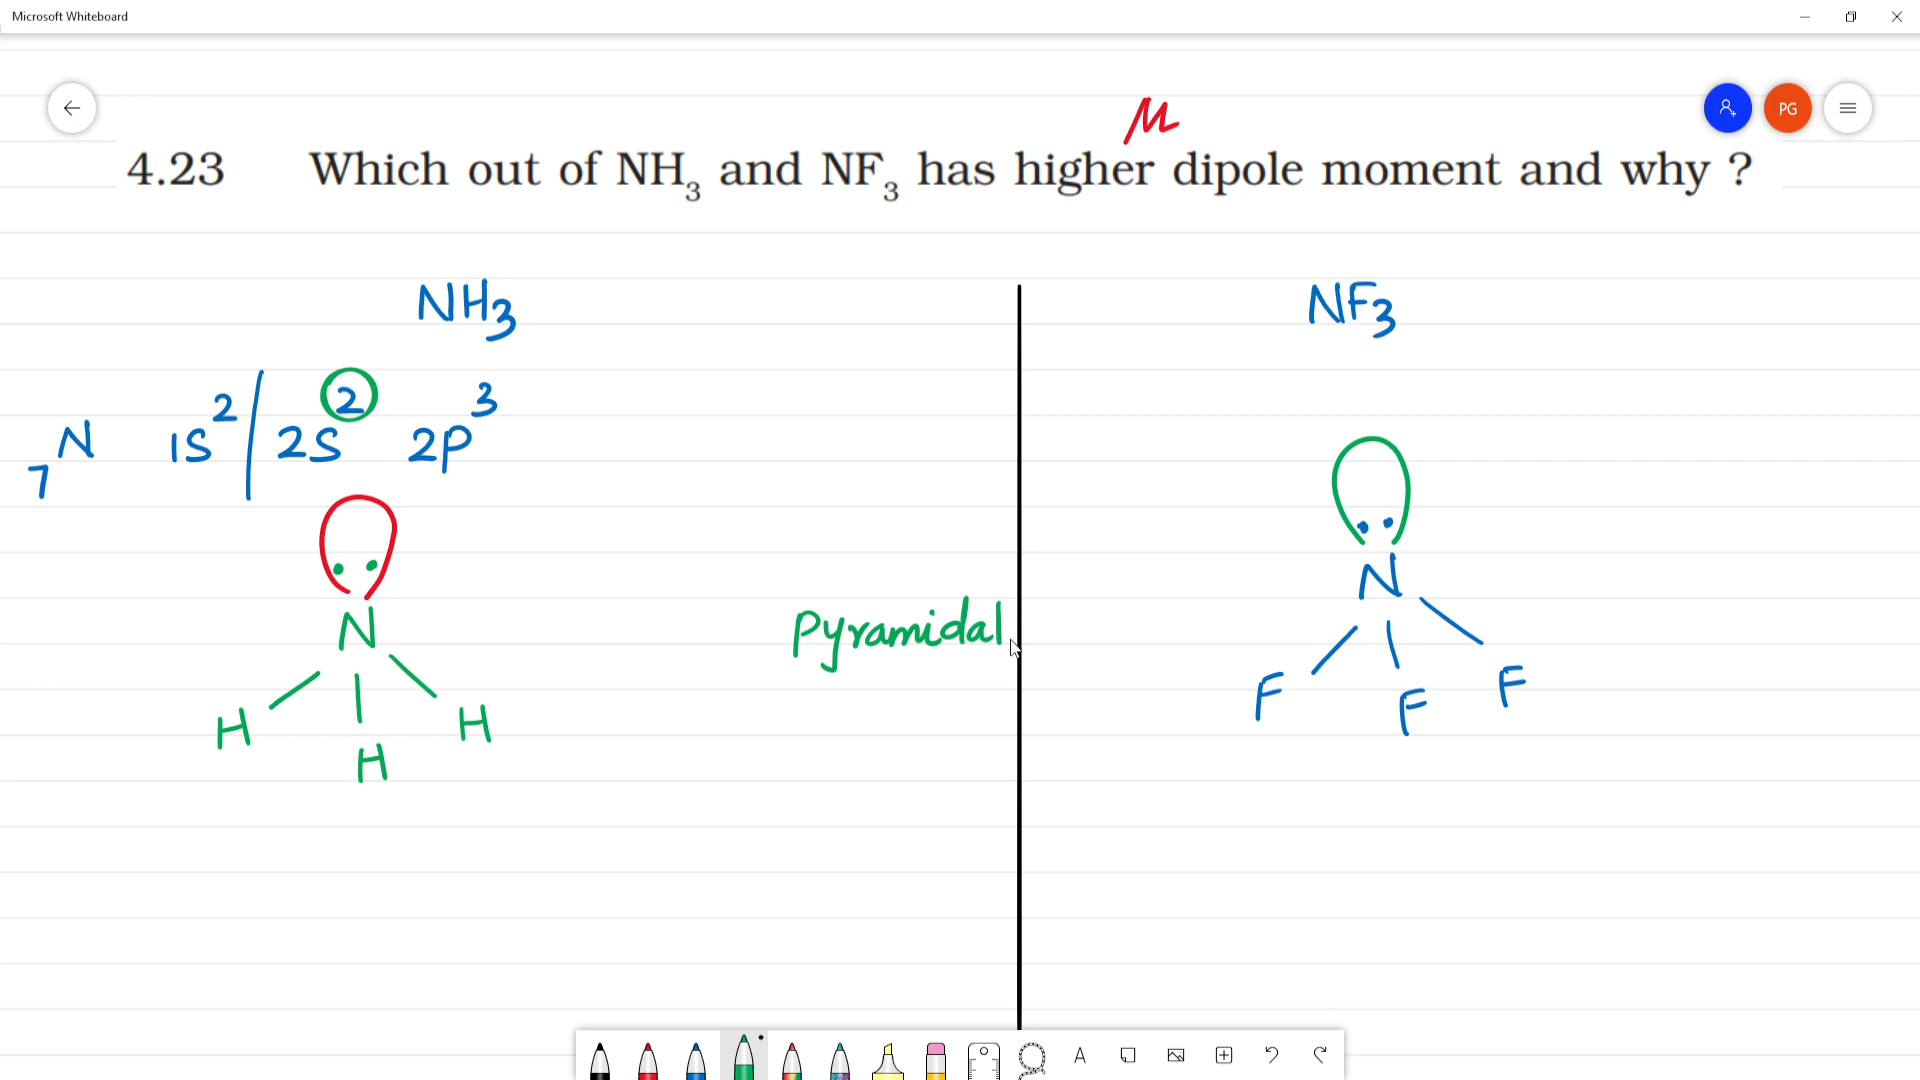 Microsoft Whiteboard
PG
μ
4.23 Which out of NH₃ and NF₃ has higher dipole moment and why ?
NH₃
NF₃
₇N 1S² | 2S² 2P³
N
H
H
H
Pyramidal
N
F
F
F
A